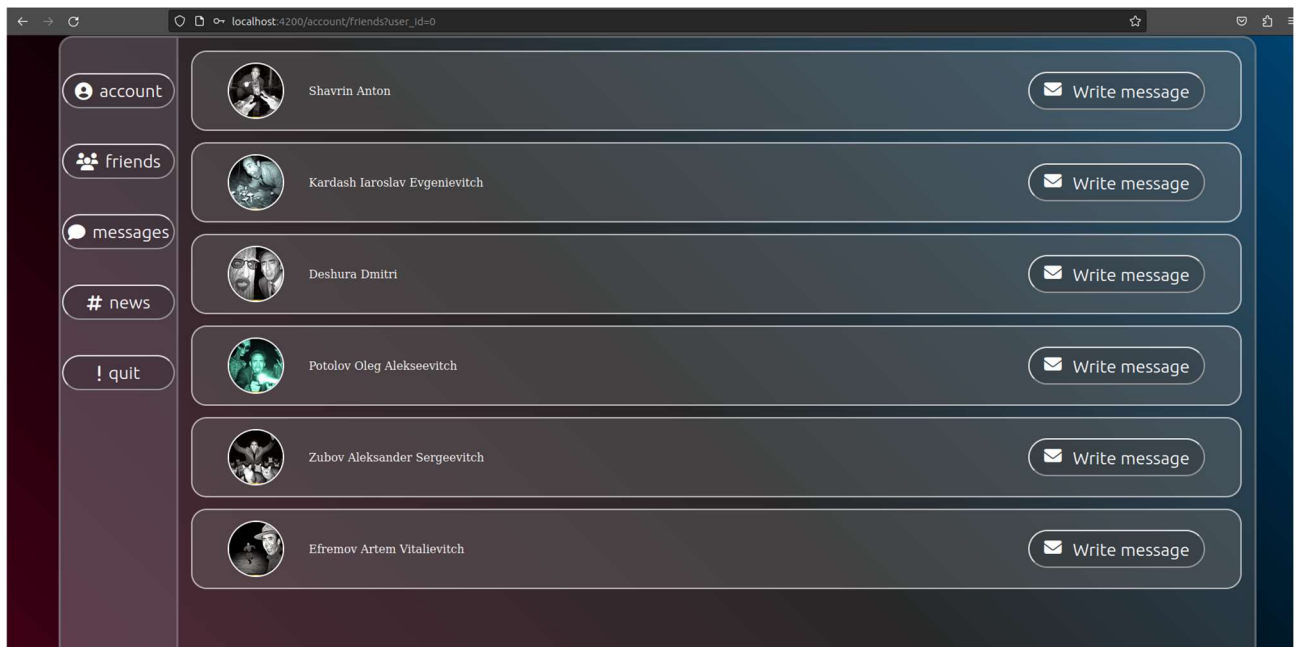 localhost:4200/account/friends?user_id=0
account
friends
messages
# news
! quit
Shavrin Anton
Write message
Kardash Iaroslav Evgenievitch
Write message
Deshura Dmitri
Write message
Potolov Oleg Alekseevitch
Write message
Zubov Aleksander Sergeevitch
Write message
Efremov Artem Vitalievitch
Write message